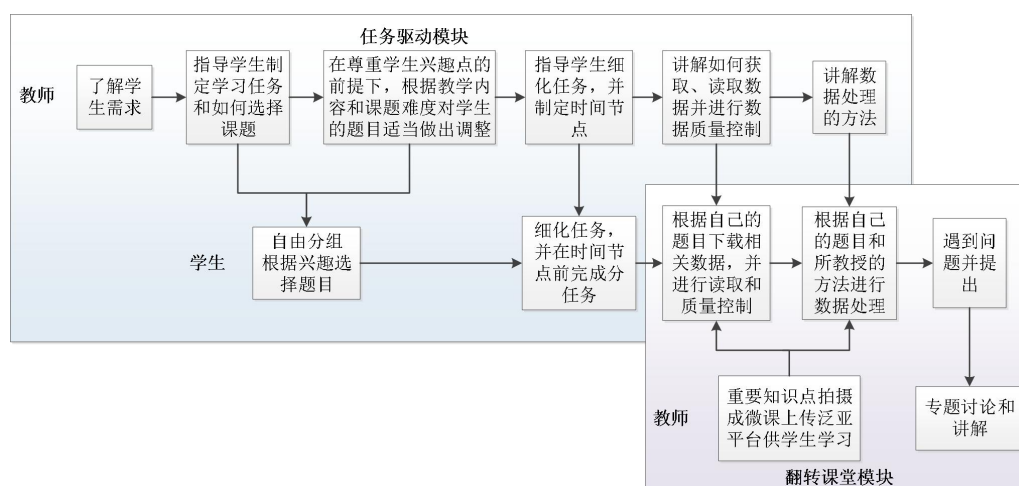 任务驱动模块
教师
了解学
生需求
指导学生制
定学习任务
和如何选择
课题
在尊重学生兴趣点的
前提下，根据教学内
容和课题难度对学生
的题目适当做出调整
指导学生细
化任务，并
制定时间节
点
讲解如何获
取、读取数
据并进行数
据质量控制
讲解数
据处理
的方法
学生
自由分组
根据兴趣选
择题目
细化任务，
并在时间节
点前完成分
任务
根据自己的
题目下载相
关数据，并
进行读取和
质量控制
根据自己
的题目和
所教授的
方法进行
数据处理
遇到问
题并提
出
教师
重要知识点拍摄
成微课上传泛亚
平台供学生学习
专题讨论和
讲解
翻转课堂模块